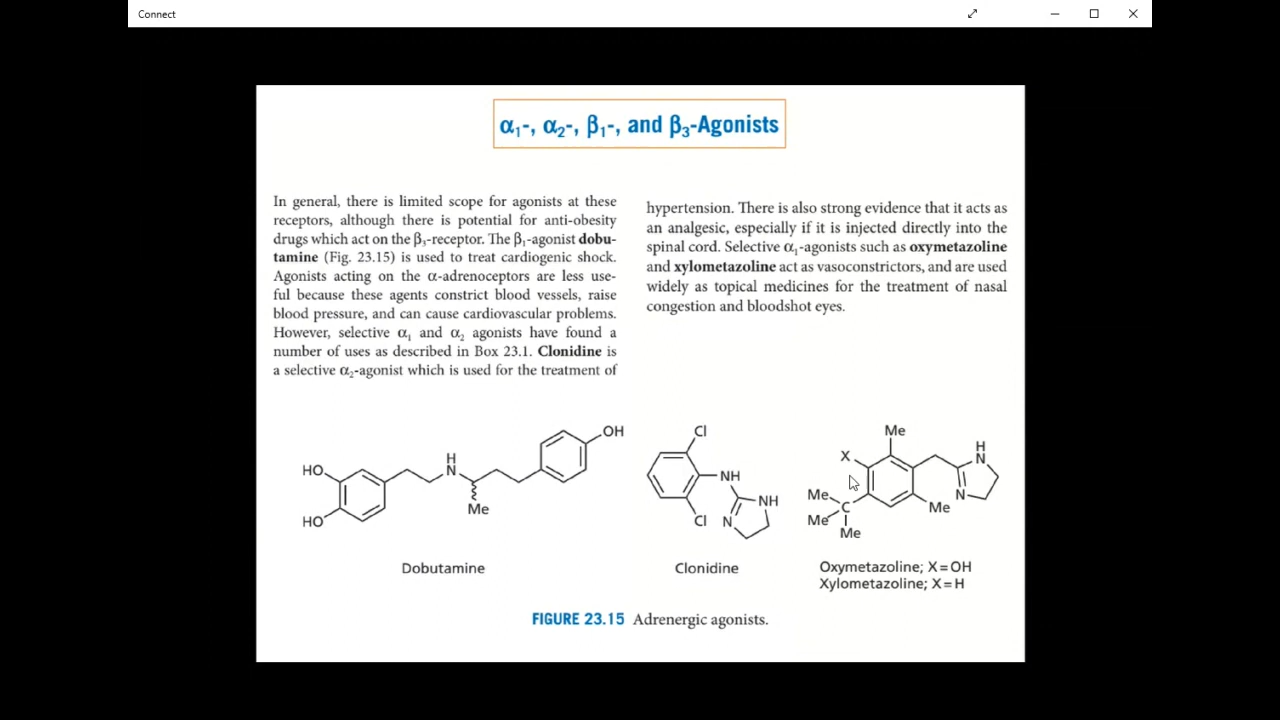 Connect
α₁-, α₂-, β₁-, and β₃-Agonists
In general, there is limited scope for agonists at these
receptors, although there is potential for anti-obesity
drugs which act on the β₃-receptor. The β₁-agonist dobu-
tamine (Fig. 23.15) is used to treat cardiogenic shock.
Agonists acting on the α-adrenoceptors are less use-
ful because these agents constrict blood vessels, raise
blood pressure, and can cause cardiovascular problems.
However, selective α₁ and α₂ agonists have found a
number of uses as described in Box 23.1. Clonidine is
a selective α₂-agonist which is used for the treatment of
hypertension. There is also strong evidence that it acts as
an analgesic, especially if it is injected directly into the
spinal cord. Selective α₁-agonists such as oxymetazoline
and xylometazoline act as vasoconstrictors, and are used
widely as topical medicines for the treatment of nasal
congestion and bloodshot eyes.
HO
HO
H
N
Me
OH
Dobutamine
Cl
NH
Cl
N
NH
Clonidine
Me
X
H
N
N
Me
Me
C
Me
Me
Oxymetazoline; X=OH
Xylometazoline; X=H
FIGURE 23.15 Adrenergic agonists.